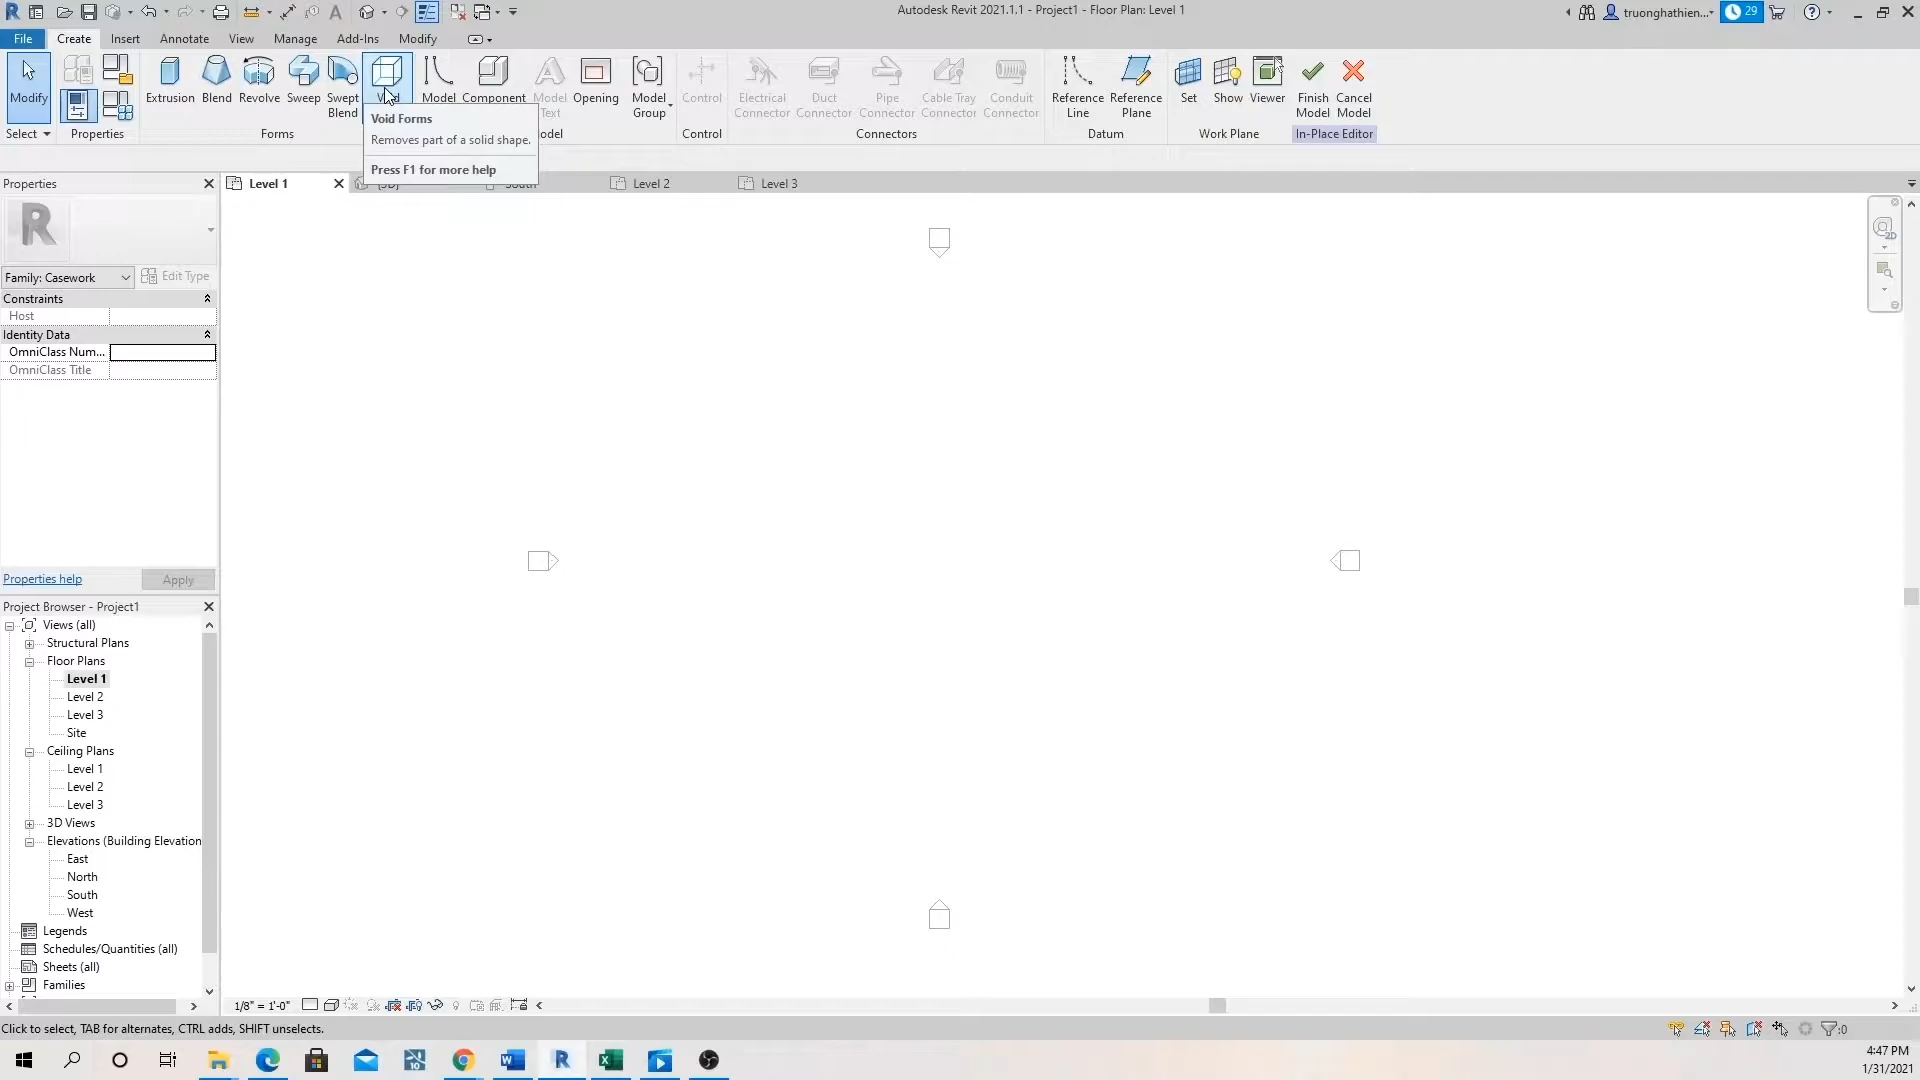 Autodesk Revit 2021.1.1 - Project1 - Floor Plan: Level 1
truonghathien...
29
File Create Insert Annotate View Insert Manage Add-Ins Modify
Modify
Extrusion Blend Revolve Sweep Swept Blend
Model Component Model Text Opening Model Group
Control
Electrical Connector Duct Connector Pipe Connector Cable Tray Connector Conduit Connector
Reference Line Reference Plane
Set Show Viewer
Finish Model Cancel Model
Select Properties Forms Control Connectors Datum Work Plane In-Place Editor
Void Forms
Removes part of a solid shape.
Press F1 for more help
Properties
Level 1
Level 2
Level 3
Family: Casework
Edit Type
Constraints
Host
Identity Data
OmniClass Num...
OmniClass Title
Properties help
Apply
Project Browser - Project1
Views (all)
Structural Plans
Floor Plans
Level 1
Level 2
Level 3
Site
Ceiling Plans
Level 1
Level 2
Level 3
3D Views
Elevations (Building Elevation
East
North
South
West
Legends
Schedules/Quantities (all)
Sheets (all)
Families
1/8" = 1'-0"
Click to select, TAB for alternates, CTRL adds, SHIFT unselects.
:0
4:47 PM
1/31/2021